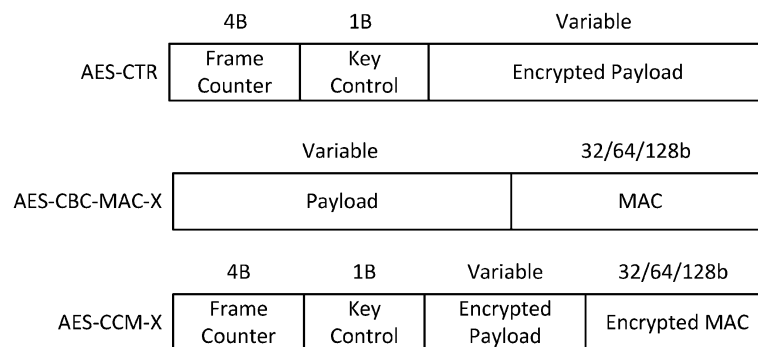 4B 1B Variable
AES-CTR Frame Counter Key Control Encrypted Payload
Variable 32/64/128b
AES-CBC-MAC-X Payload MAC
4B 1B Variable 32/64/128b
AES-CCM-X Frame Counter Key Control Encrypted Payload Encrypted MAC